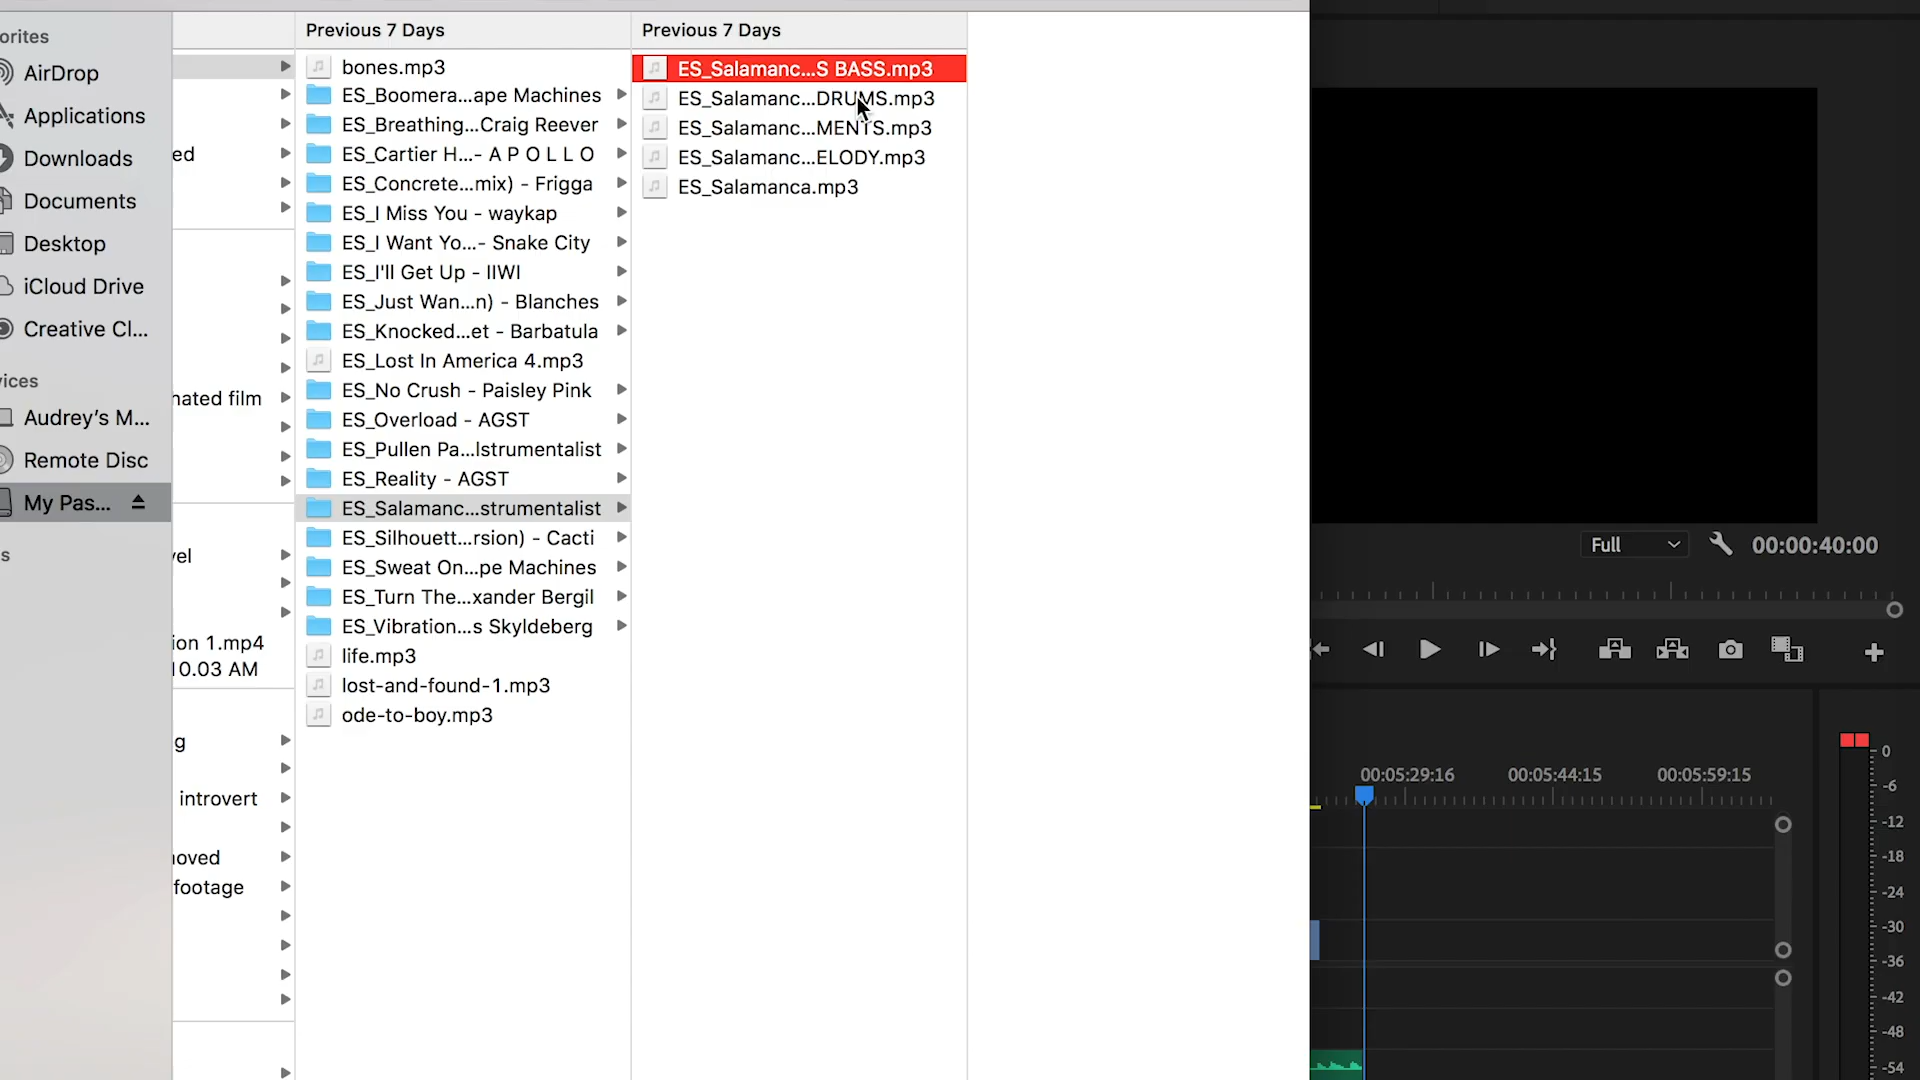 orites
AirDrop
Applications
Downloads
Documents
Desktop
iCloud Drive
Creative Cl...
vices
Audrey's M...
Remote Disc
My Pas...
s
ed
nated film
vel
ion 1.mp4
10.03 AM
g
introvert
noved
footage
Previous 7 Days
bones.mp3
ES_Boomera...ape Machines
ES_Breathing...Craig Reever
ES_Cartier H...- A P O L L O
ES_Concrete...mix) - Frigga
ES_I Miss You - waykap
ES_I Want Yo...- Snake City
ES_I'll Get Up - IIWI
ES_Just Wan...n) - Blanches
ES_Knocked...et - Barbatula
ES_Lost In America 4.mp3
ES_No Crush - Paisley Pink
ES_Overload - AGST
ES_Pullen Pa...lstrumentalist
ES_Reality - AGST
ES_Salamanc...strumentalist
ES_Silhouett...rsion) - Cacti
ES_Sweat On...pe Machines
ES_Turn The...xander Bergil
ES_Vibration...s Skyldeberg
life.mp3
lost-and-found-1.mp3
ode-to-boy.mp3
Previous 7 Days
ES_Salamanc...S BASS.mp3
ES_Salamanc...DRUMS.mp3
ES_Salamanc...MENTS.mp3
ES_Salamanc...ELODY.mp3
ES_Salamanca.mp3
Full
00:00:40:00
00:05:29:16
00:05:44:15
00:05:59:15
0
-6
-12
-18
-24
-30
-36
-42
-48
-54